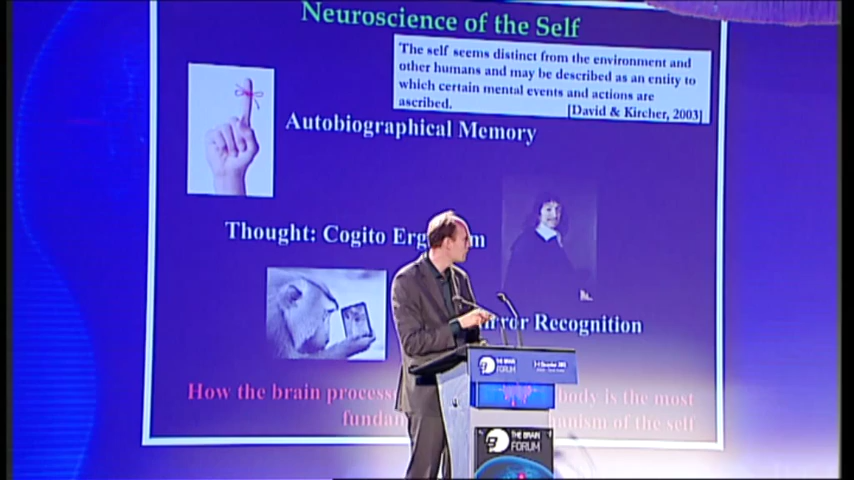 Neuroscience of the Self
The self seems distinct from the environment and
other humans and may be described as an entity to
which certain mental events and actions are
ascribed. [David & Kircher, 2003]
Autobiographical Memory
Thought: Cogito Erg m
rror Recognition
How the brain process body is the most
fundam anism of the self
THE BRAIN
FORUM
THE BRAIN
FORUM